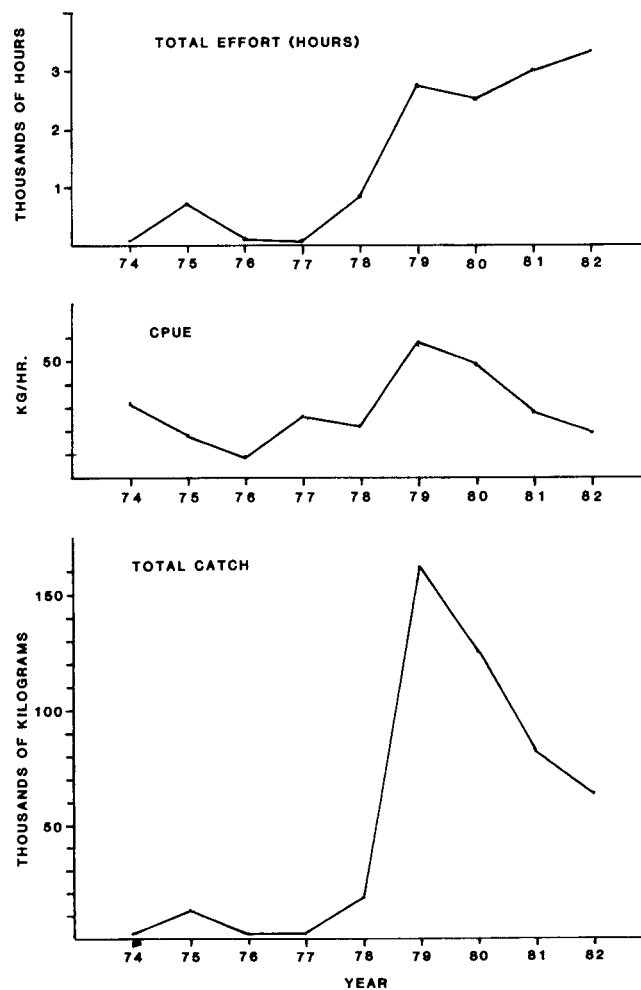 TOTAL EFFORT (HOURS)
THOUSANDS OF HOURS
3
2
1
74 75 76 77 78 79 80 81 82
CPUE
KG/HR.
50
74 75 76 77 78 79 80 81 82
TOTAL CATCH
THOUSANDS OF KILOGRAMS
150
100
50
74 75 76 77 78 79 80 81 82
YEAR